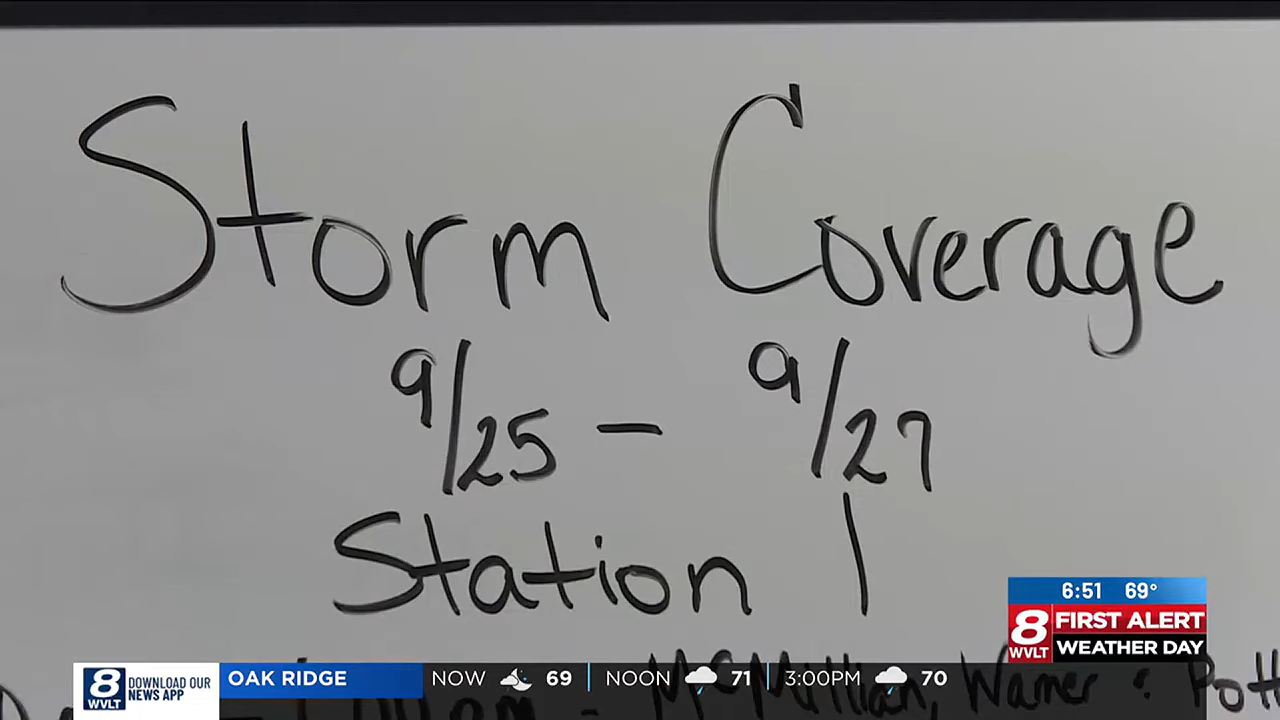 Storm Coverage
9/25 - 9/27
Station 1
6:51 69°
8 WVLT FIRST ALERT WEATHER DAY
McMillian, Warner
8 WVLT DOWNLOAD OUR NEWS APP OAK RIDGE NOW 69 NOON 71 3:00PM 70